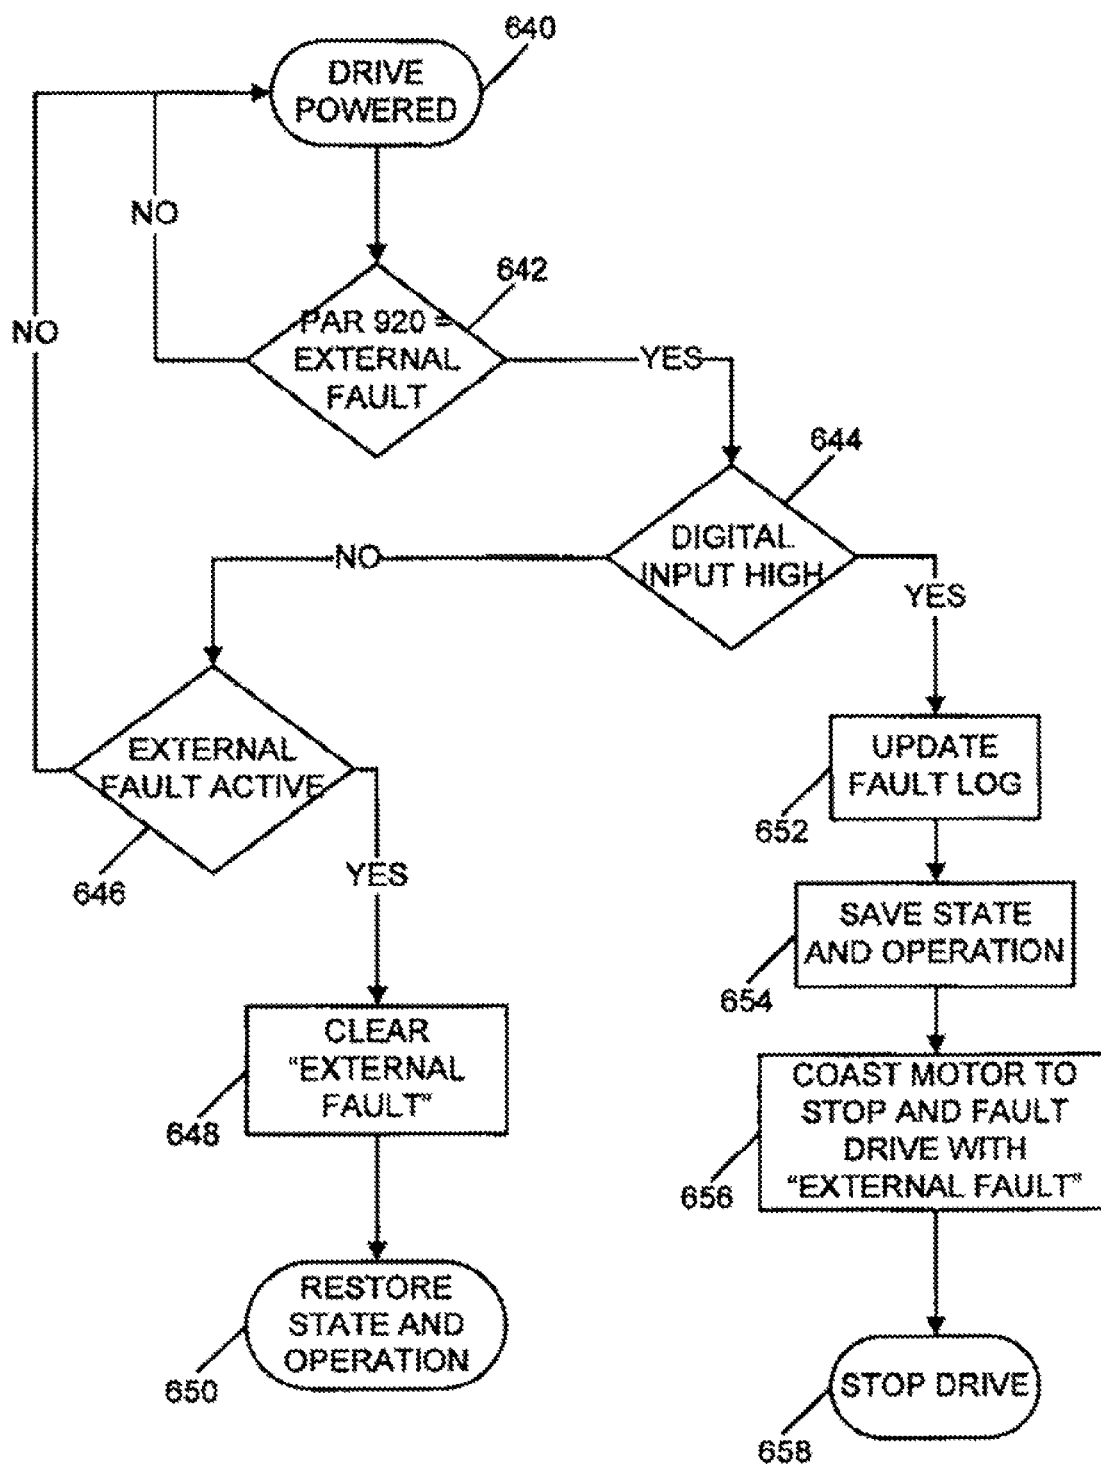 640
DRIVE
POWERED
NO
642
PAR 920 =
EXTERNAL
FAULT
YES
NO
644
DIGITAL
INPUT HIGH
NO
YES
EXTERNAL
FAULT ACTIVE
646
YES
UPDATE
FAULT LOG
652
SAVE STATE
AND OPERATION
654
CLEAR
"EXTERNAL
FAULT"
648
COAST MOTOR TO
STOP AND FAULT
DRIVE WITH
"EXTERNAL FAULT"
656
RESTORE
STATE AND
OPERATION
650
STOP DRIVE
658